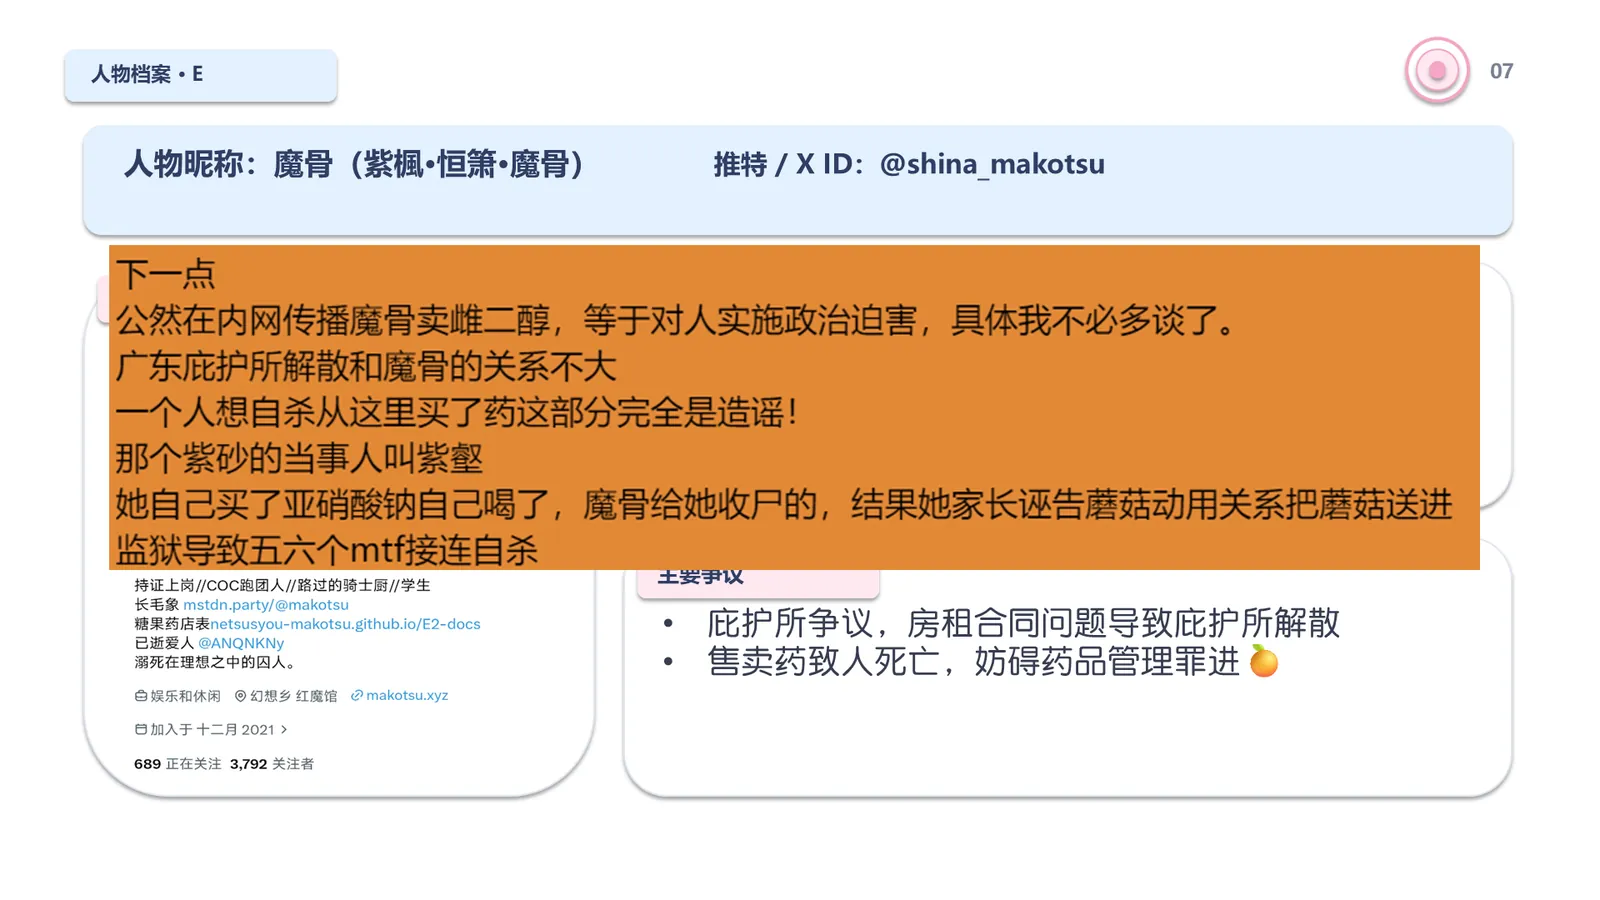 人物档案·E
07
人物昵称：魔骨（紫楓·恒箫·魔骨）
推特 / X ID：@shina_makotsu
下一点
公然在内网传播魔骨卖雌二醇，等于对人实施政治迫害，具体我不必多谈了。
广东庇护所解散和魔骨的关系不大
一个人想自杀从这里买了药这部分完全是造谣！
那个紫砂的当事人叫紫壑
她自己买了亚硝酸钠自己喝了，魔骨给她收尸的，结果她家长诬告蘑菇动用关系把蘑菇送进
监狱导致五六个mtf接连自杀
持证上岗//COC跑团人//路过的骑士厨//学生
长毛象 mstdn.party/@makotsu
糖果药店表netsusyou-makotsu.github.io/E2-docs
已逝爱人 @ANQNKNy
溺死在理想之中的囚人。
娱乐和休闲 幻想乡 红魔馆 makotsu.xyz
加入于 十二月 2021 >
689 正在关注 3,792 关注者
主要争议
• 庇护所争议，房租合同问题导致庇护所解散
• 售卖药致人死亡，妨碍药品管理罪进🍊